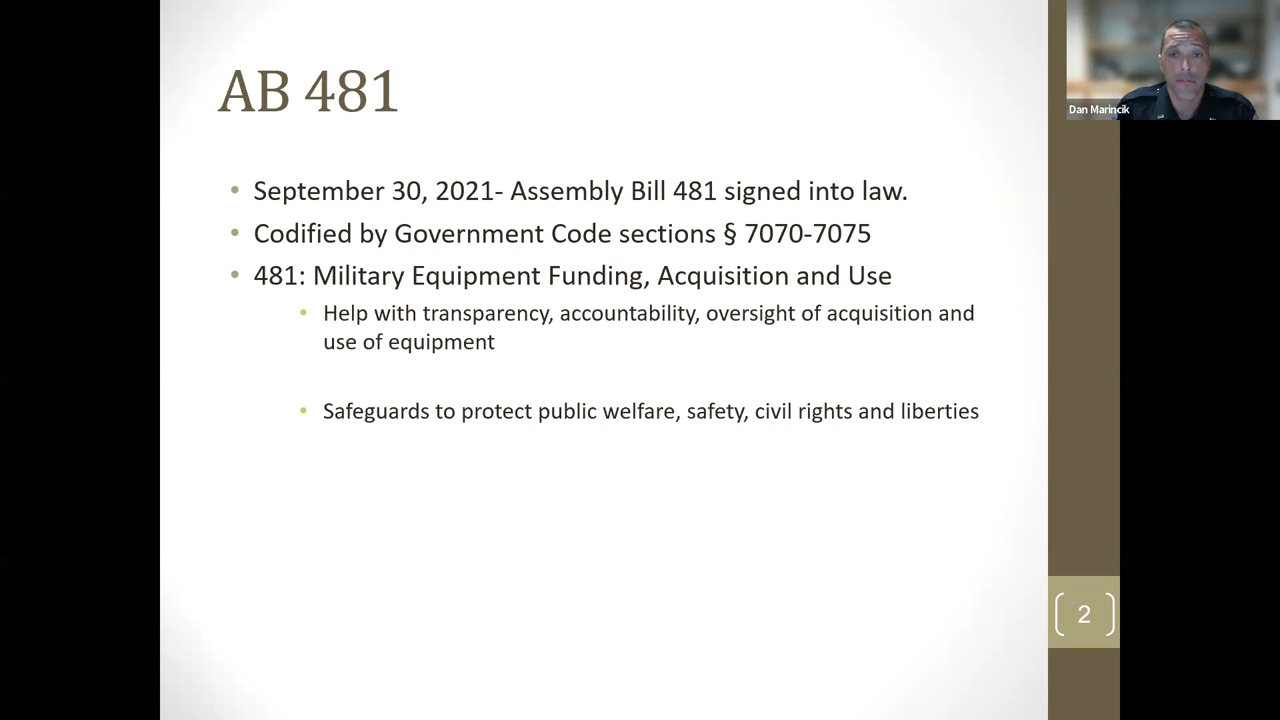 AB 481
Dan Marincik
• September 30, 2021- Assembly Bill 481 signed into law.
• Codified by Government Code sections § 7070-7075
• 481: Military Equipment Funding, Acquisition and Use
• Help with transparency, accountability, oversight of acquisition and
use of equipment
• Safeguards to protect public welfare, safety, civil rights and liberties
2